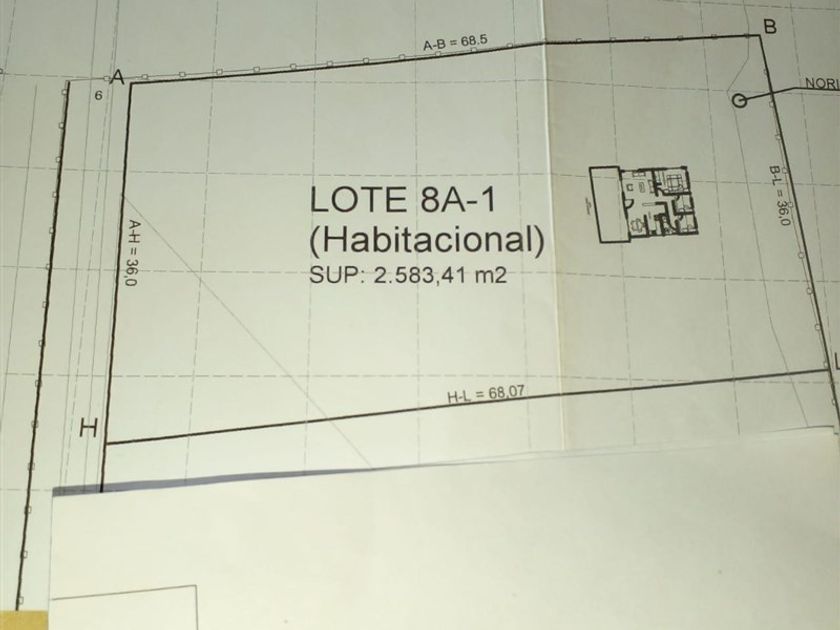 B
A-B = 68.5
A
6
NORI
LOTE 8A-1
(Habitacional)
SUP: 2.583,41 m2
B-L = 36,0
A-H = 36,0
L
H-L = 68,07
H